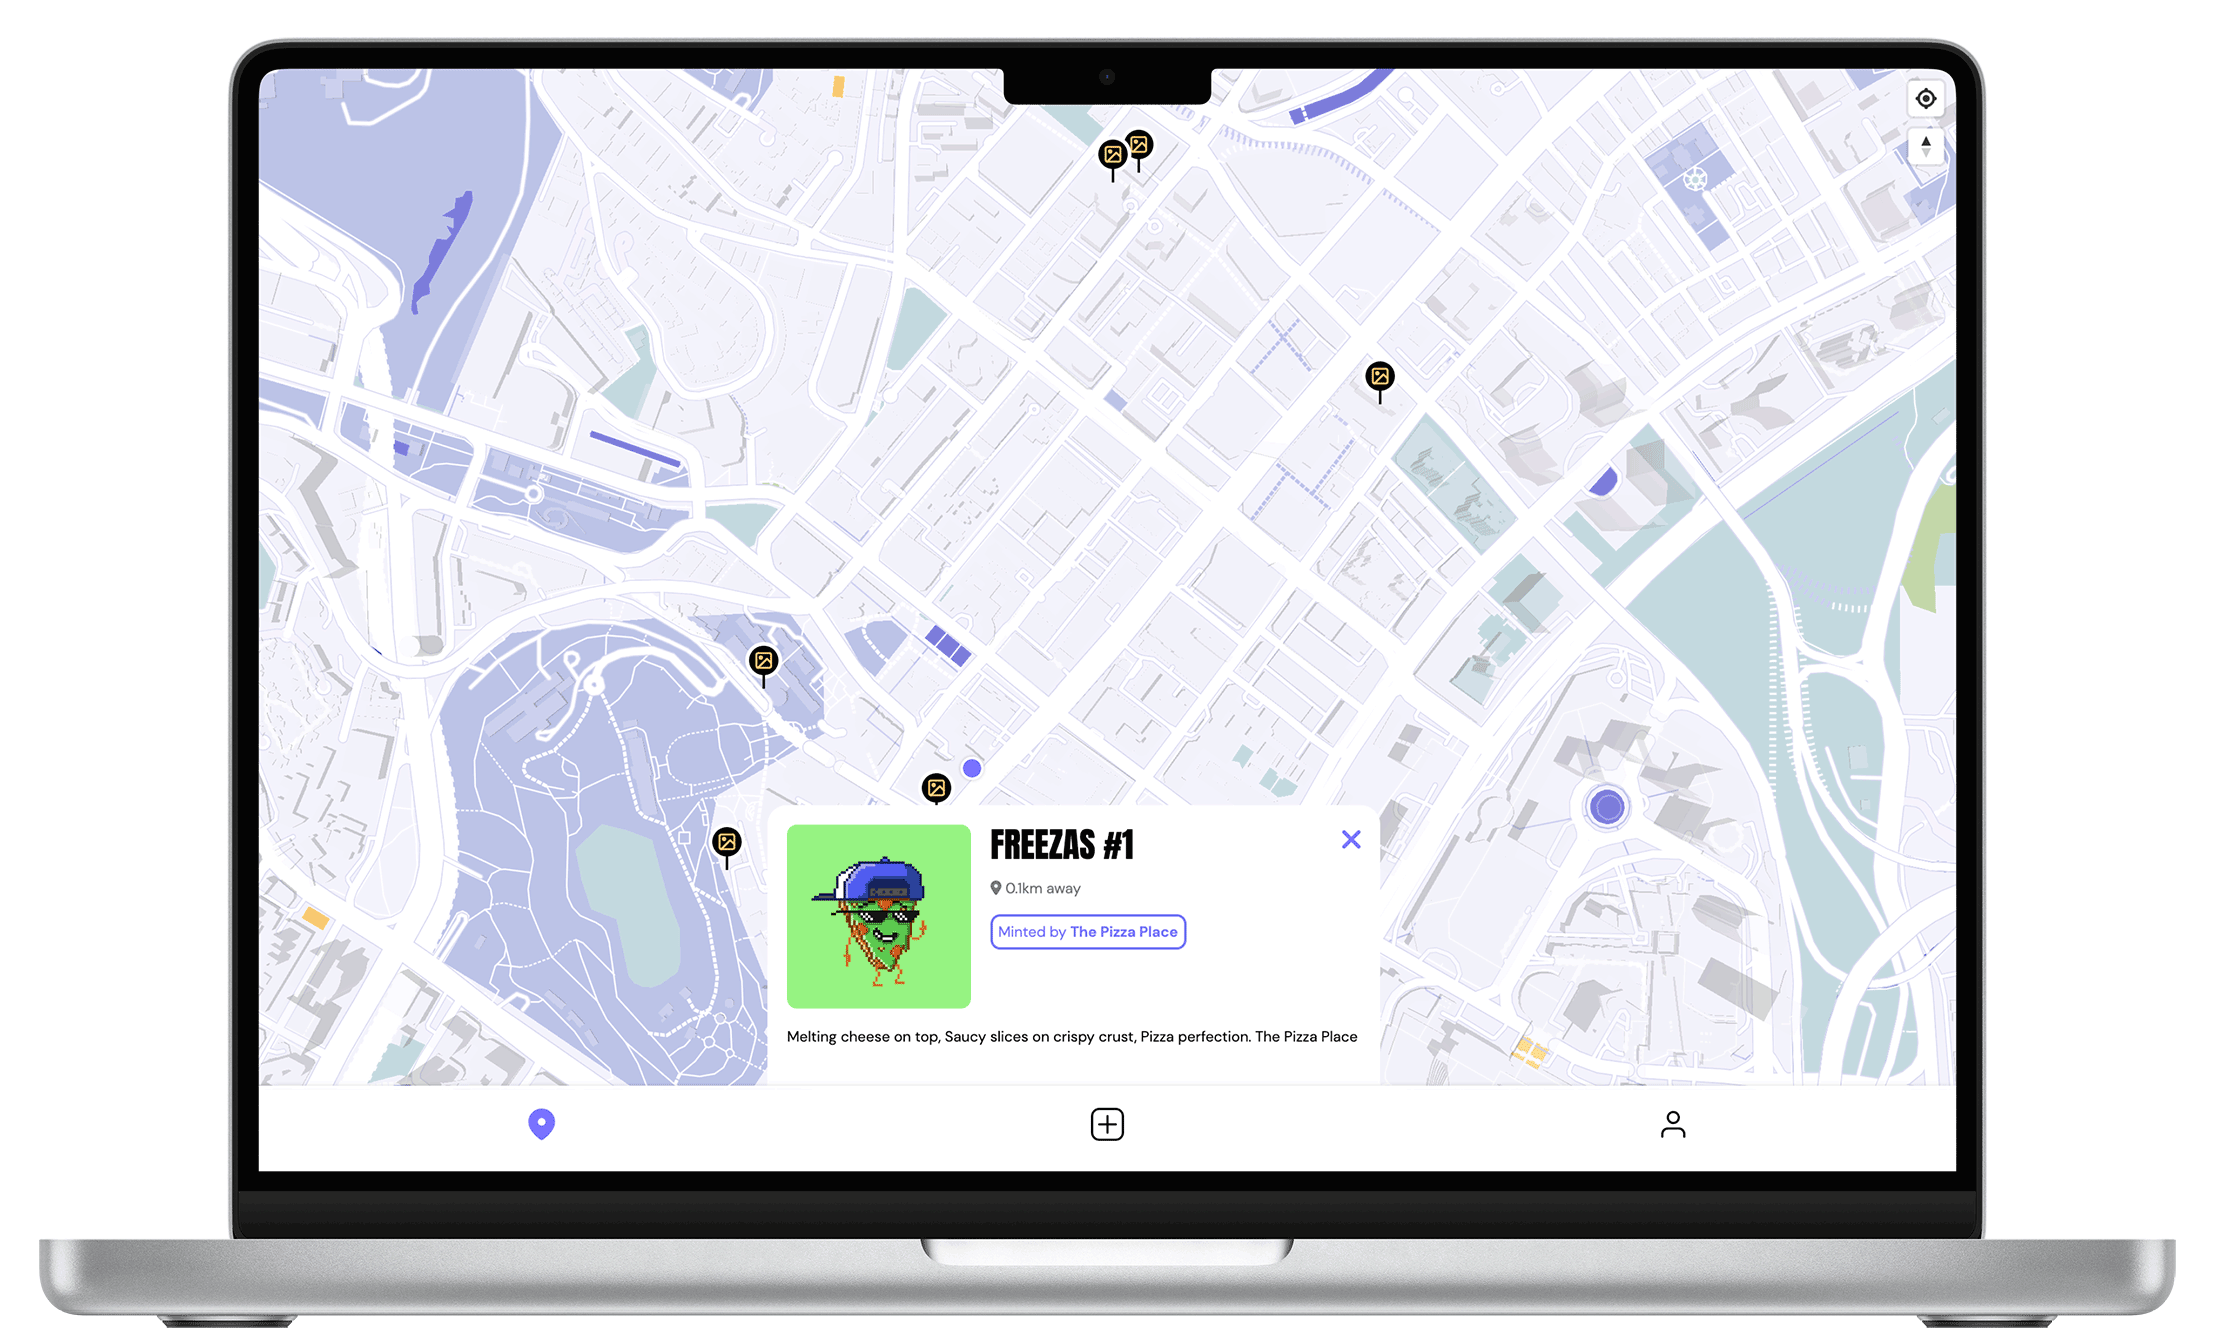 FREEZAS #1
0.1km away
Minted by The Pizza Place
Melting cheese on top, Saucy slices on crispy crust, Pizza perfection. The Pizza Place